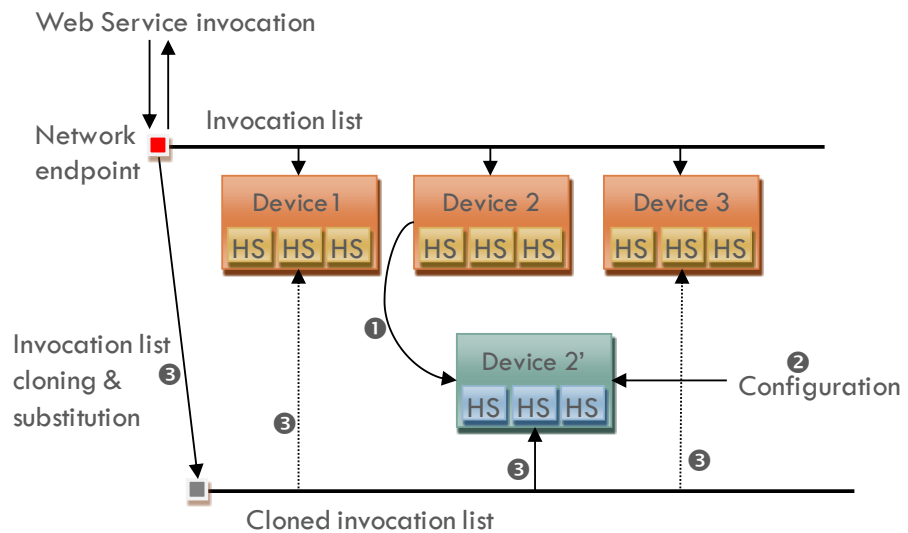 Web Service invocation
Invocation list
Network
endpoint
Device1
Device 2
Device 3
HS HS HS
HS HS HS
HS HS HS
❶
Invocation list
cloning &
substitution
❸
Device 2’
HS HS HS
❷
Configuration
❸
❸
❸
Cloned invocation list